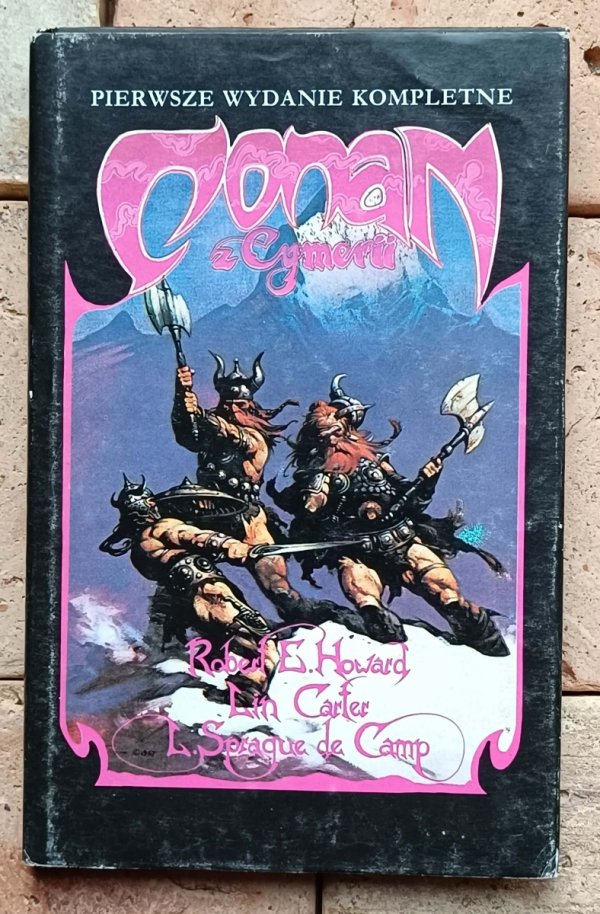 PIERWSZE WYDANIE KOMPLETNE
Conan
z Cymerii
Robert E. Howard
Lin Carter
L. Sprague de Camp